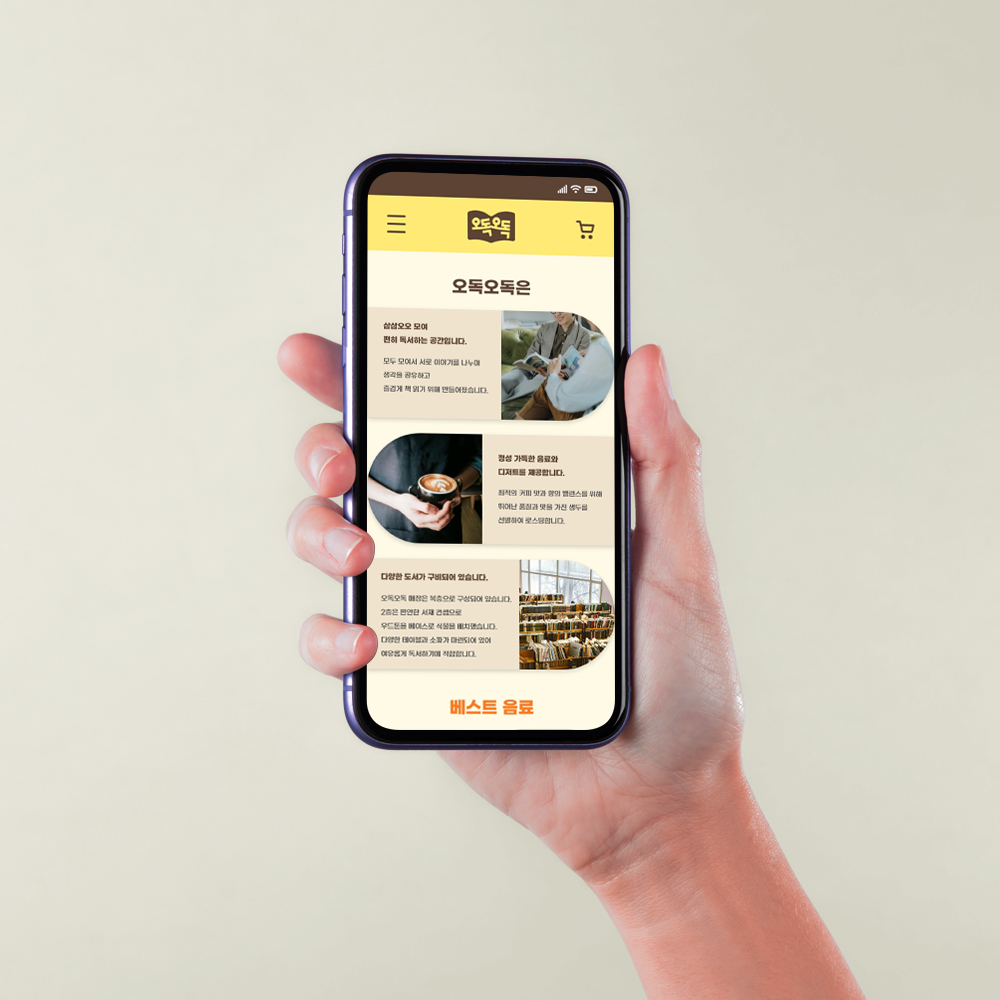 오독오독
오독오독은
삼삼오오 모여
편히 독서하는 공간입니다.
모두 모여서 서로 이야기를 나누며
생각을 공유하고
즐겁게 책 읽기 위해 만들어졌습니다.
정성 가득한 음료와
디저트를 제공합니다.
최적의 커피 맛과 향의 밸런스를 위해
뛰어난 품질과 맛을 가진 생두를
선별하여 로스팅합니다.
다양한 도서가 구비되어 있습니다.
오독오독 매장은 복층으로 구성되어 있습니다.
2층은 편안한 서재 컨셉으로
우드톤을 베이스로 식물을 배치했습니다.
다양한 테이블과 소파가 마련되어 있어
여유롭게 독서하기에 적합합니다.
베스트 음료